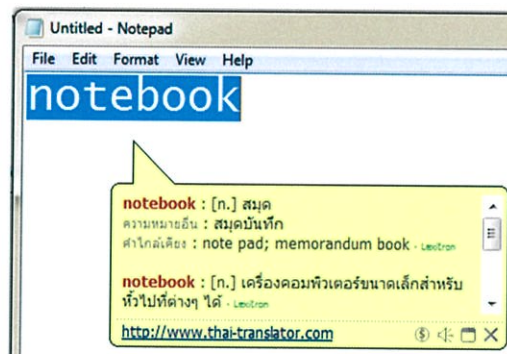 Untitled - Notepad
File Edit Format View Help
notebook
notebook : [n.] สมุด
ความหมายอื่น : สมุดบันทึก
คำใกล้เคียง : note pad; memorandum book - Lexitron
notebook : [n.] เครื่องคอมพิวเตอร์ขนาดเล็กสำหรับ
หิ้วไปที่ต่างๆ ได้ - Lexitron
http://www.thai-translator.com